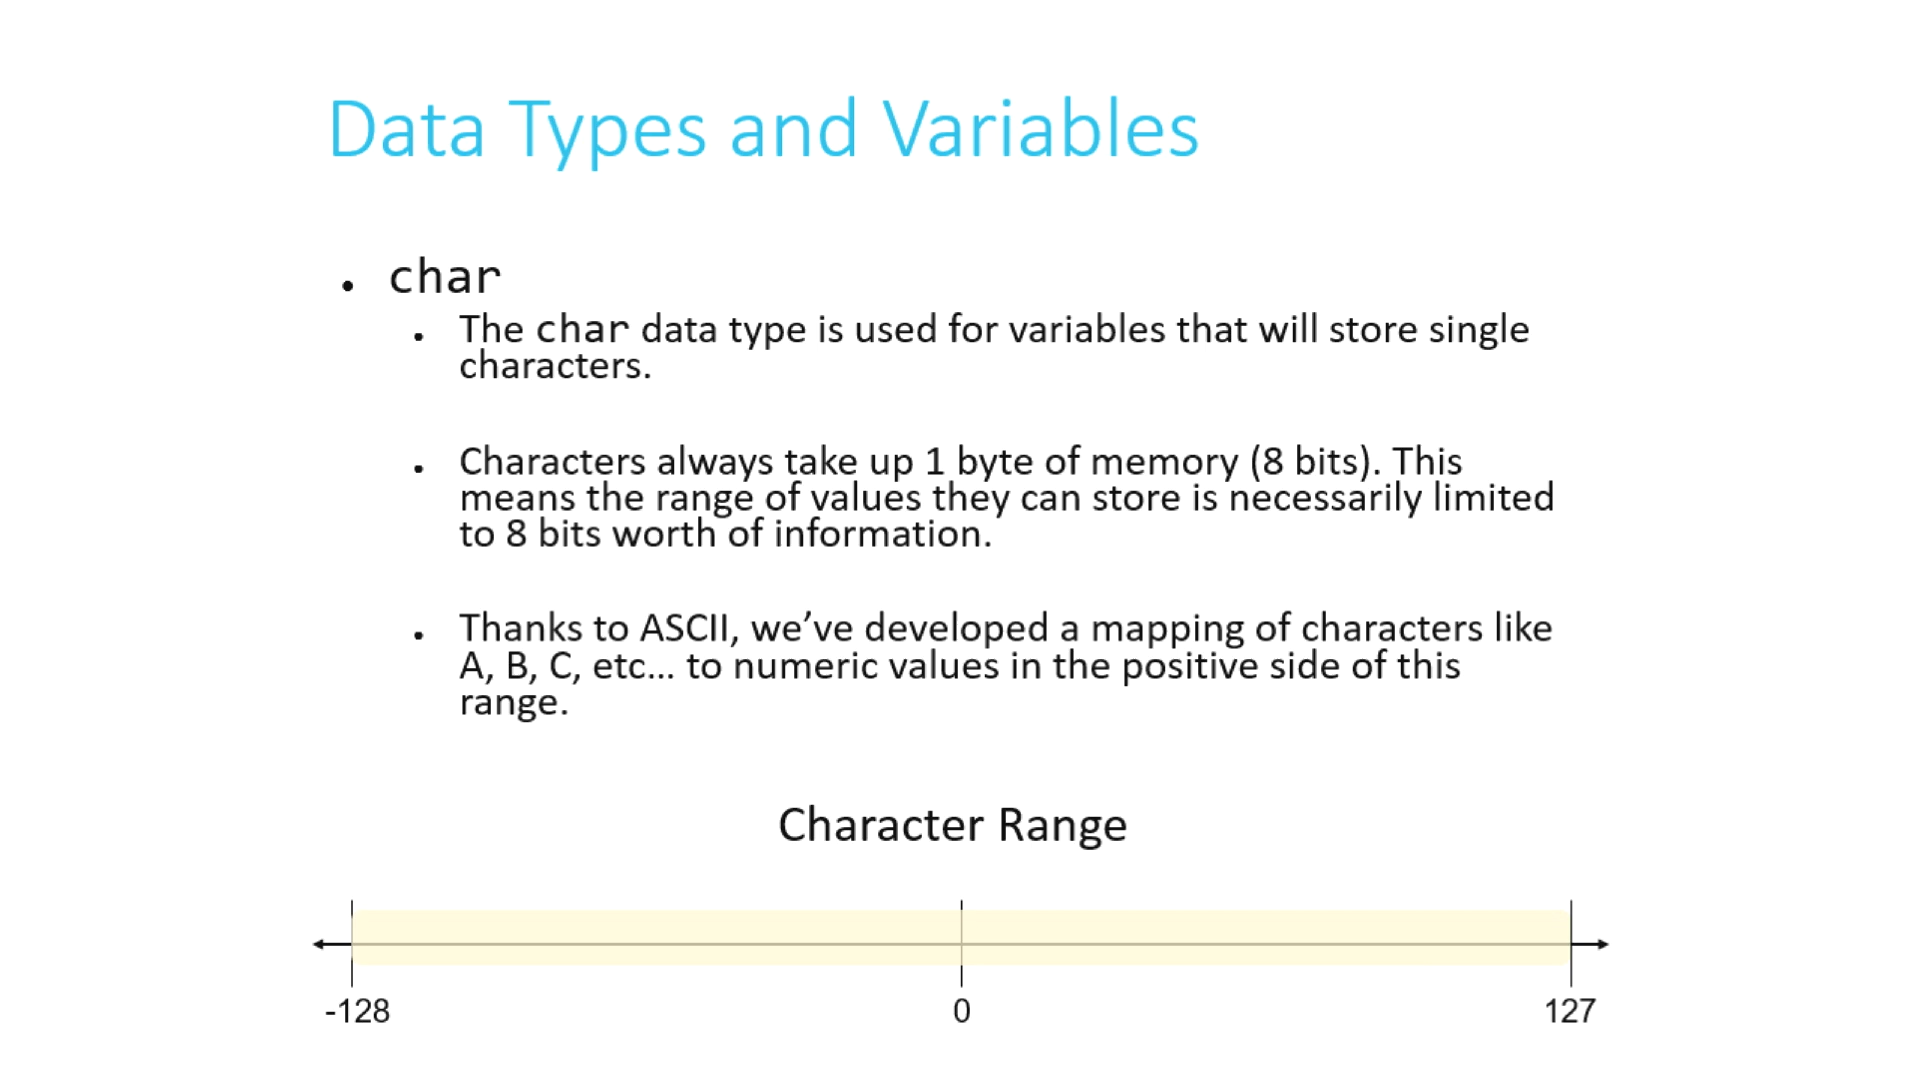 Data Types and Variables
• char
• The char data type is used for variables that will store single
characters.
• Characters always take up 1 byte of memory (8 bits). This
means the range of values they can store is necessarily limited
to 8 bits worth of information.
• Thanks to ASCII, we’ve developed a mapping of characters like
A, B, C, etc… to numeric values in the positive side of this
range.
Character Range
-128 0 127